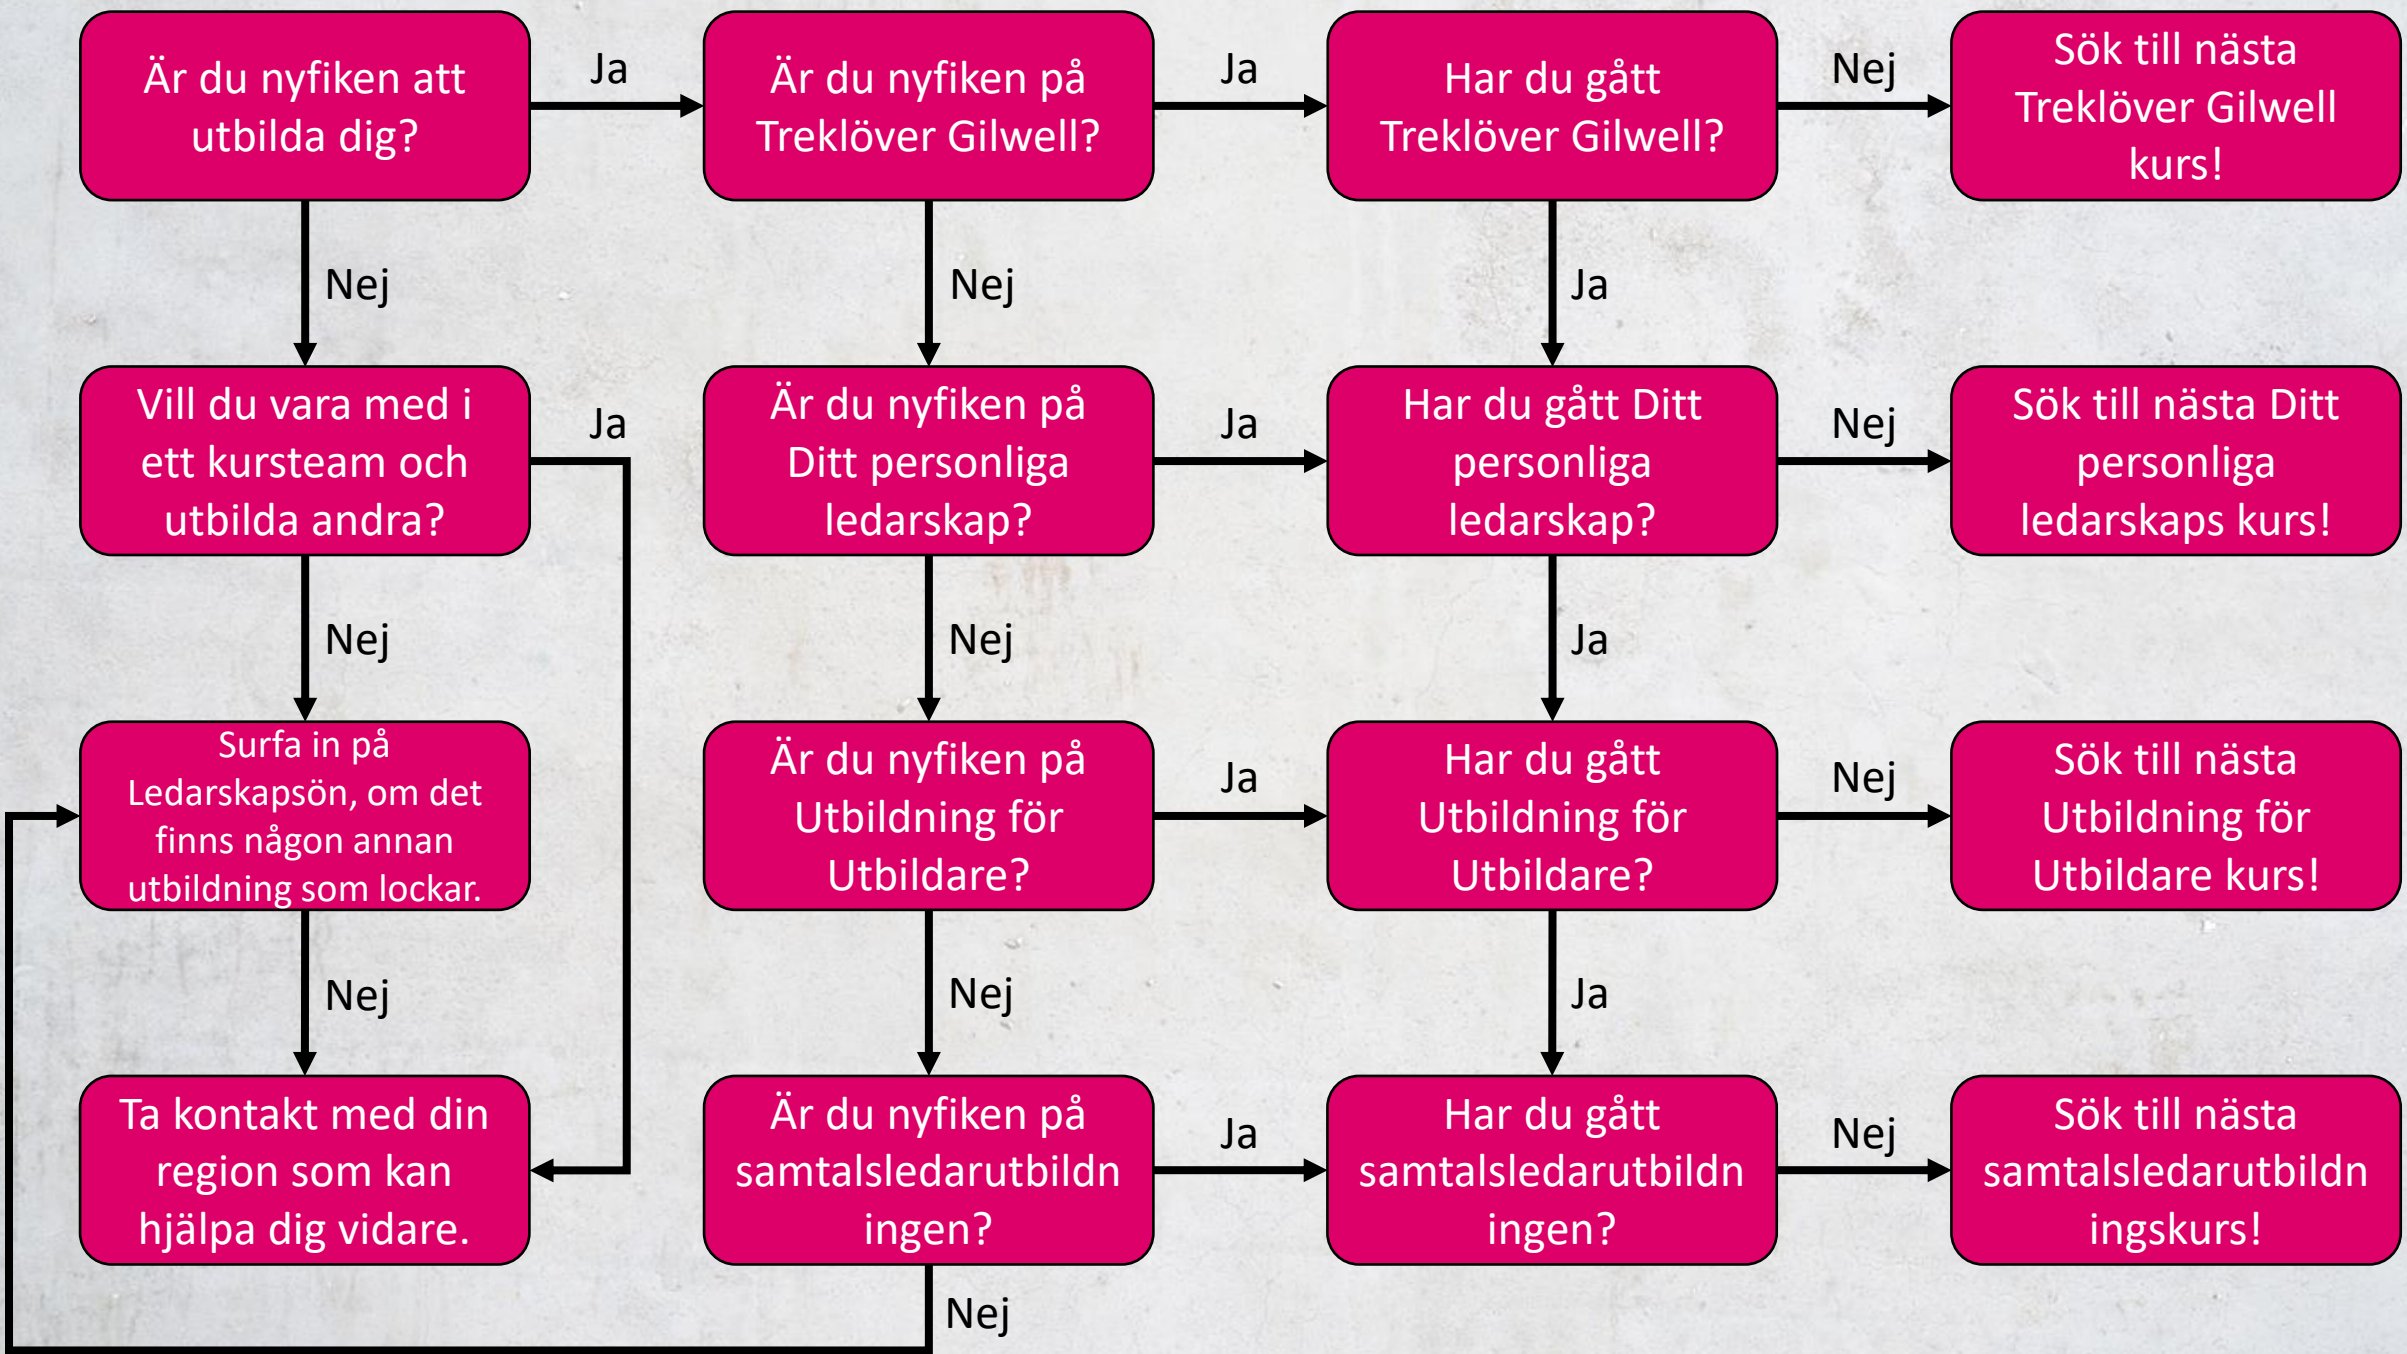 Är du nyfiken att
utbilda dig?
Ja
Är du nyfiken på
Treklöver Gilwell?
Ja
Har du gått
Treklöver Gilwell?
Nej
Sök till nästa
Treklöver Gilwell
kurs!
Nej
Nej
Ja
Vill du vara med i
ett kursteam och
utbilda andra?
Ja
Är du nyfiken på
Ditt personliga
ledarskap?
Ja
Har du gått Ditt
personliga
ledarskap?
Nej
Sök till nästa Ditt
personliga
ledarskaps kurs!
Nej
Nej
Ja
Surfa in på
Ledarskapsön, om det
finns någon annan
utbildning som lockar.
Är du nyfiken på
Utbildning för
Utbildare?
Ja
Har du gått
Utbildning för
Utbildare?
Nej
Sök till nästa
Utbildning för
Utbildare kurs!
Nej
Nej
Ja
Ta kontakt med din
region som kan
hjälpa dig vidare.
Är du nyfiken på
samtalsledarutbildn
ingen?
Ja
Har du gått
samtalsledarutbildn
ingen?
Nej
Sök till nästa
samtalsledarutbildn
ingskurs!
Nej